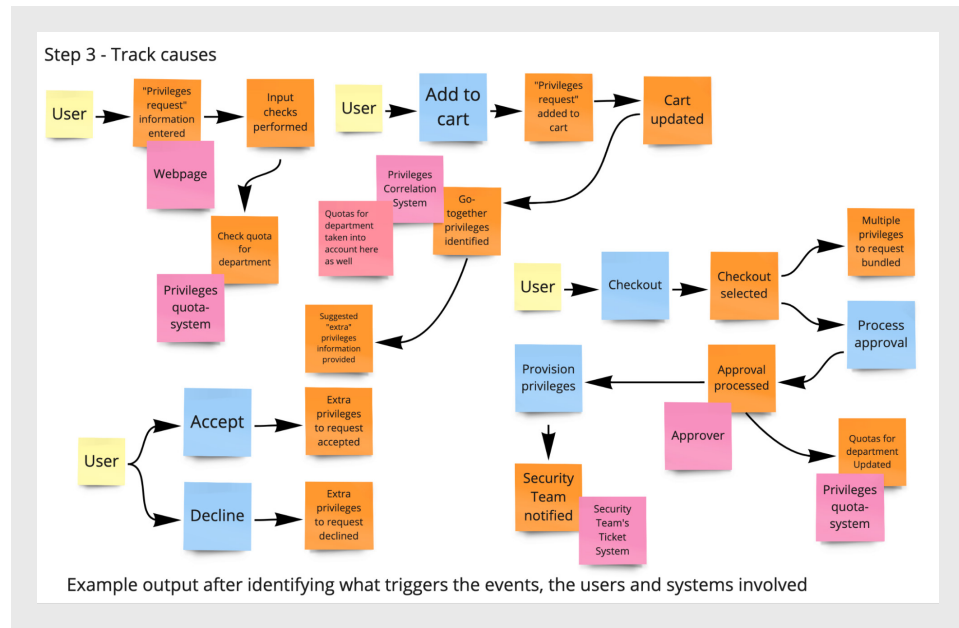 Step 3 - Track causes
User
"Privileges
request"
information
entered
Input
checks
performed
Webpage
Check quota
for
department
Privileges
quota-
system
User
Add to
cart
"Privileges
request"
added to
cart
Cart
updated
Privileges
Correlation
System
Go-
together
privileges
identified
Quotas for
department
taken into
account here
as well
Suggested
"extra"
privileges
information
provided
User
Accept
Extra
privileges
to request
accepted
Decline
Extra
privileges
to request
declined
User
Checkout
Checkout
selected
Multiple
privileges
to request
bundled
Process
approval
Approval
processed
Approver
Provision
privileges
Quotas for
department
Updated
Privileges
quota-
system
Security
Team
notified
Security
Team's
Ticket
System
Example output after identifying what triggers the events, the users and systems involved